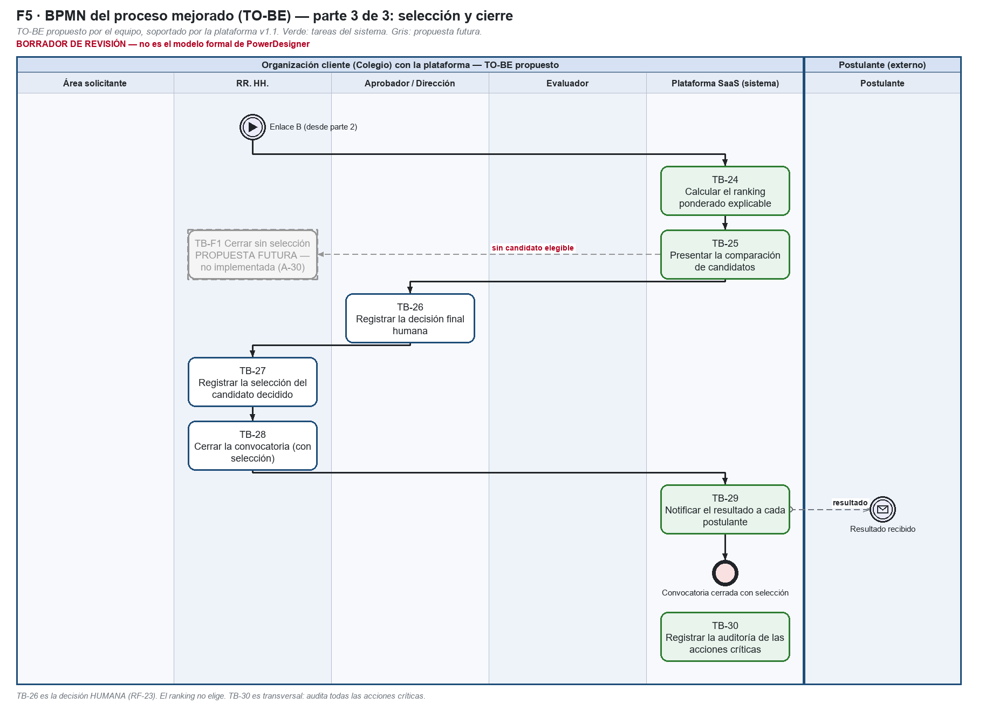 F5 · BPMN del proceso mejorado (TO-BE) — parte 3 de 3: selección y cierre
TO-BE propuesto por el equipo, soportado por la plataforma v1.1. Verde: tareas del sistema. Gris: propuesta futura.
BORRADOR DE REVISIÓN — no es el modelo formal de PowerDesigner
Organización cliente (Colegio) con la plataforma — TO-BE propuesto
Postulante (externo)
Área solicitante
RR. HH.
Aprobador / Dirección
Evaluador
Plataforma SaaS (sistema)
Postulante
Enlace B (desde parte 2)
TB-24
Calcular el ranking
ponderado explicable
TB-F1 Cerrar sin selección
PROPUESTA FUTURA —
no implementada (A-30)
sin candidato elegible
TB-25
Presentar la comparación
de candidatos
TB-26
Registrar la decisión final
humana
TB-27
Registrar la selección del
candidato decidido
TB-28
Cerrar la convocatoria (con
selección)
TB-29
Notificar el resultado a cada
postulante
resultado
Resultado recibido
Convocatoria cerrada con selección
TB-30
Registrar la auditoría de las
acciones críticas
TB-26 es la decisión HUMANA (RF-23). El ranking no elige. TB-30 es transversal: audita todas las acciones críticas.